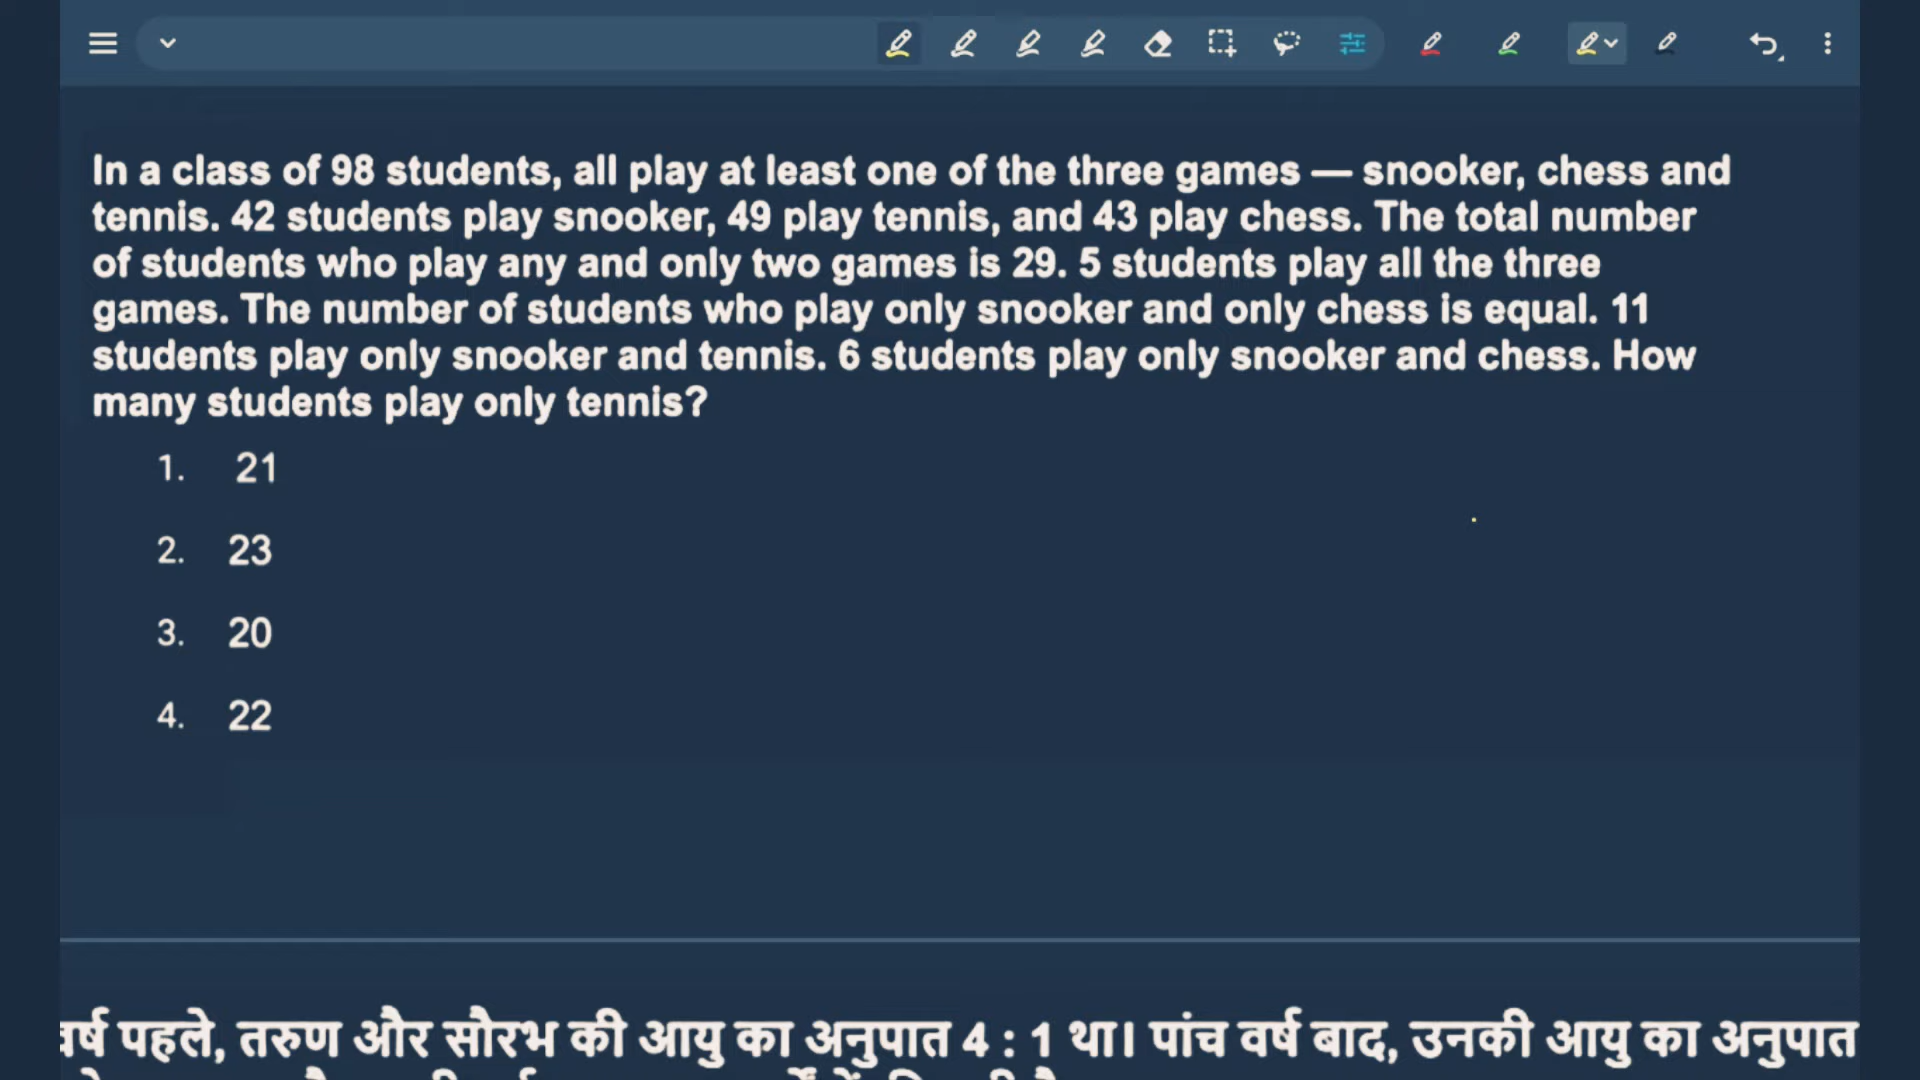 In a class of 98 students, all play at least one of the three games — snooker, chess and
tennis. 42 students play snooker, 49 play tennis, and 43 play chess. The total number
of students who play any and only two games is 29. 5 students play all the three
games. The number of students who play only snooker and only chess is equal. 11
students play only snooker and tennis. 6 students play only snooker and chess. How
many students play only tennis?
1. 21
2. 23
3. 20
4. 22
वर्ष पहले, तरुण और सौरभ की आयु का अनुपात 4 : 1 था। पांच वर्ष बाद, उनकी आयु का अनुपात